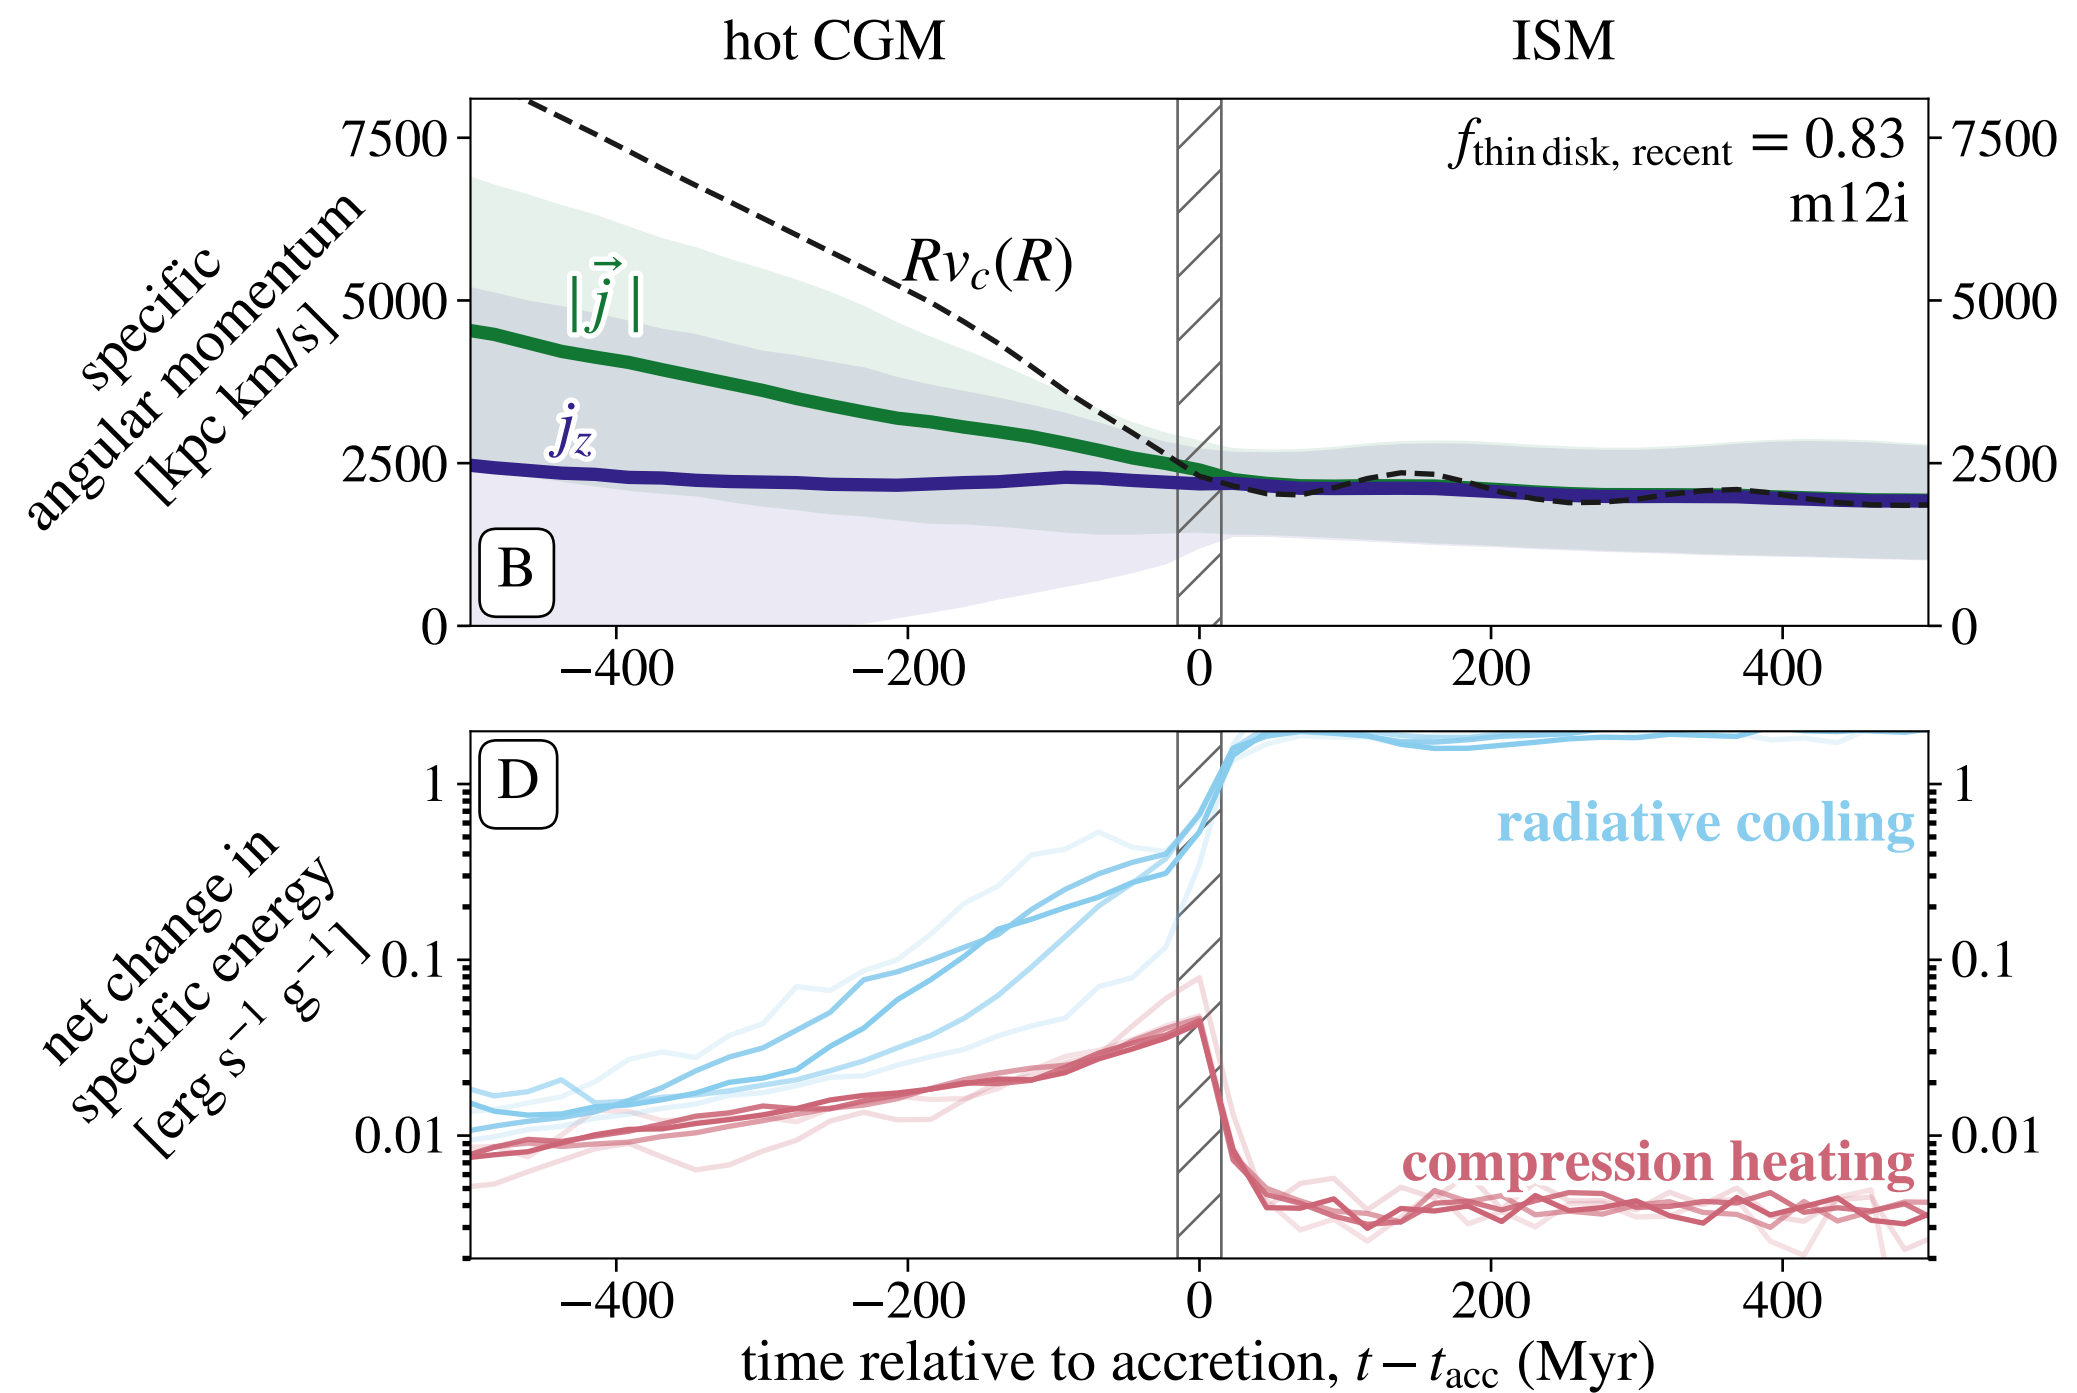 hot CGM
ISM
specific
angular momentum
[kpc km/s]
7500
5000
2500
0
|j⃗|
j_z
Rv_c(R)
f_thin disk, recent = 0.83
m12i
7500
5000
2500
0
B
−400
−200
0
200
400
net change in
specific energy
[erg s⁻¹ g⁻¹]
1
0.1
0.01
D
radiative cooling
compression heating
1
0.1
0.01
−400
−200
0
200
400
time relative to accretion, t − t_acc (Myr)